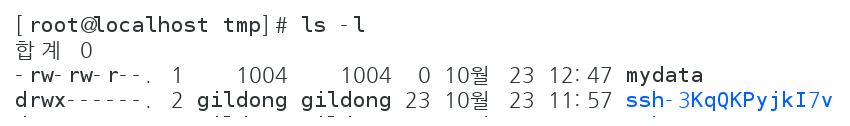 [root@localhost tmp]# ls -l
합계 0
-rw-rw-r--. 1 1004 1004 0 10월 23 12:47 mydata
drwx------. 2 gildong gildong 23 10월 23 11:57 ssh-3KqQKPyjkI7v